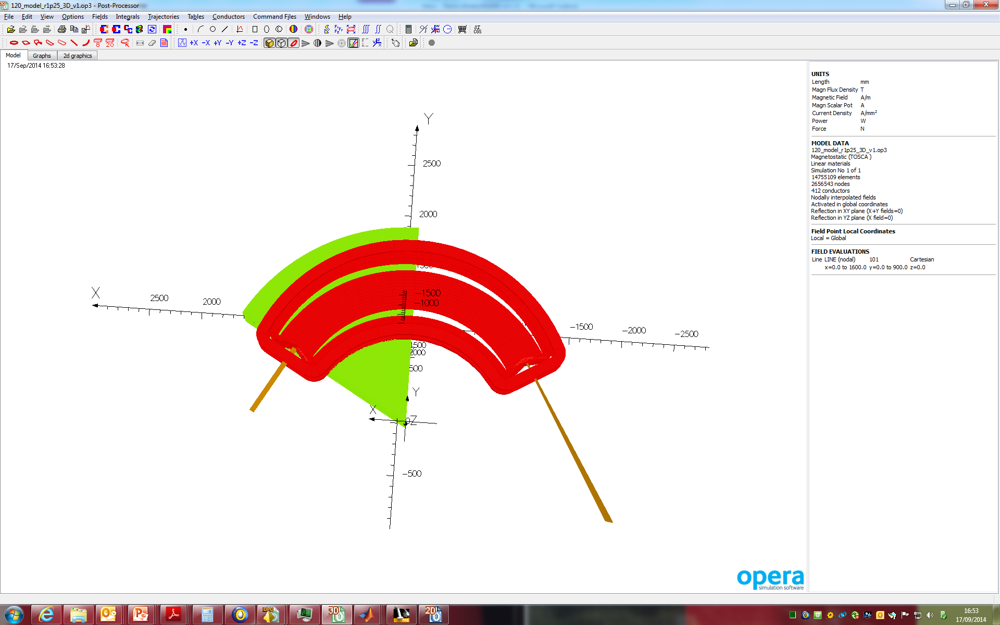 120_model_r1p25_3D_v1.op3 - Post-Processor
File Edit View Options Fields Integrals Trajectories Tables Conductors Command Files Windows Help
SI
CGS
+X -X +Y -Y +Z -Z
Model Graphs 2d graphics
17/Sep/2014 16:53:28
Y
2500
2000
1500
X
2500
2000
-1500
-1000
-1500
-2000
-2500
1500
2000
500
Y
X
Z
-500
UNITS
Length mm
Magn Flux Density T
Magnetic Field A/m
Magn Scalar Pot A
Current Density A/mm²
Power W
Force N
MODEL DATA
120_model_r1p25_3D_v1.op3
Magnetostatic (TOSCA )
Linear materials
Simulation No 1 of 1
14755109 elements
2656543 nodes
412 conductors
Nodally interpolated fields
Activated in global coordinates
Reflection in XY plane (X+Y fields=0)
Reflection in YZ plane (X field=0)
Field Point Local Coordinates
Local = Global
FIELD EVALUATIONS
Line LINE (nodal) 101 Cartesian
x=0.0 to 1600.0 y=0.0 to 900.0 z=0.0
opera
simulation software
16:53
17/09/2014